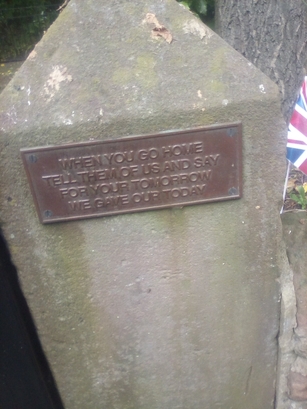 WHEN YOU GO HOME
TELL THEM OF US AND SAY
FOR YOUR TOMORROW
WE GAVE OUR TODAY